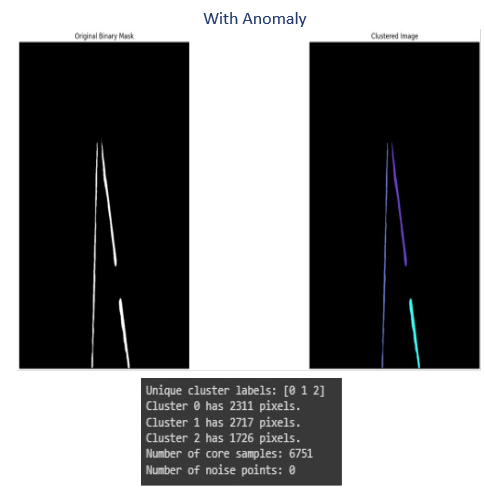 With Anomaly
Original Binary Mask
Clustered Image
Unique cluster labels: [0 1 2]
Cluster 0 has 2311 pixels.
Cluster 1 has 2717 pixels.
Cluster 2 has 1726 pixels.
Number of core samples: 6751
Number of noise points: 0